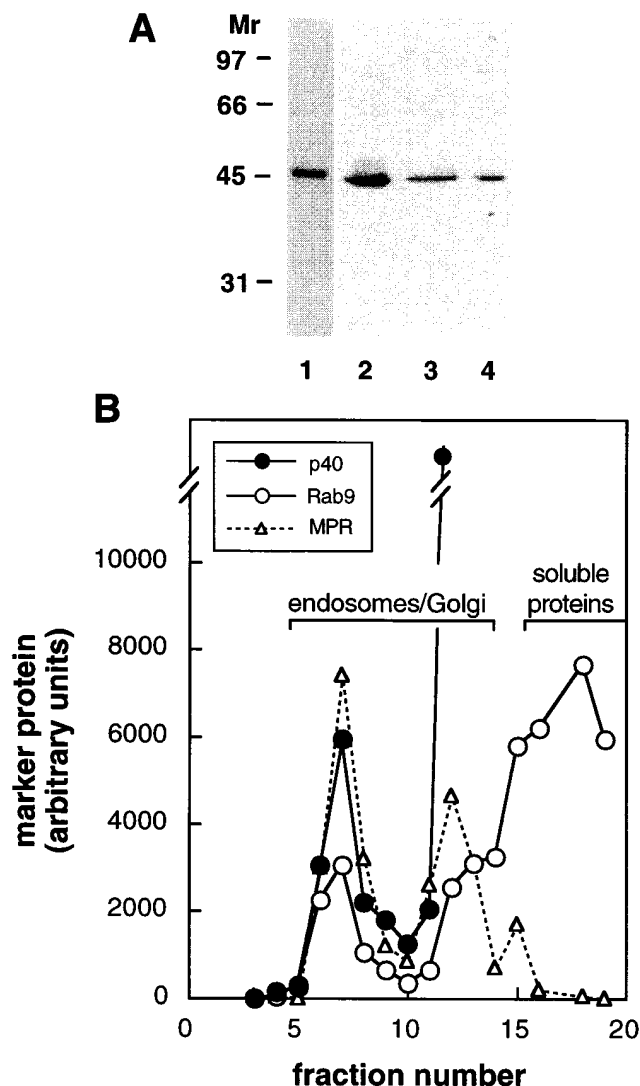 A
Mr
97
66
45
31
1 2 3 4
B
p40
Rab9
MPR
10000
8000
6000
4000
2000
0
endosomes/Golgi
soluble
proteins
marker protein
(arbitrary units)
0 5 10 15 20
fraction number